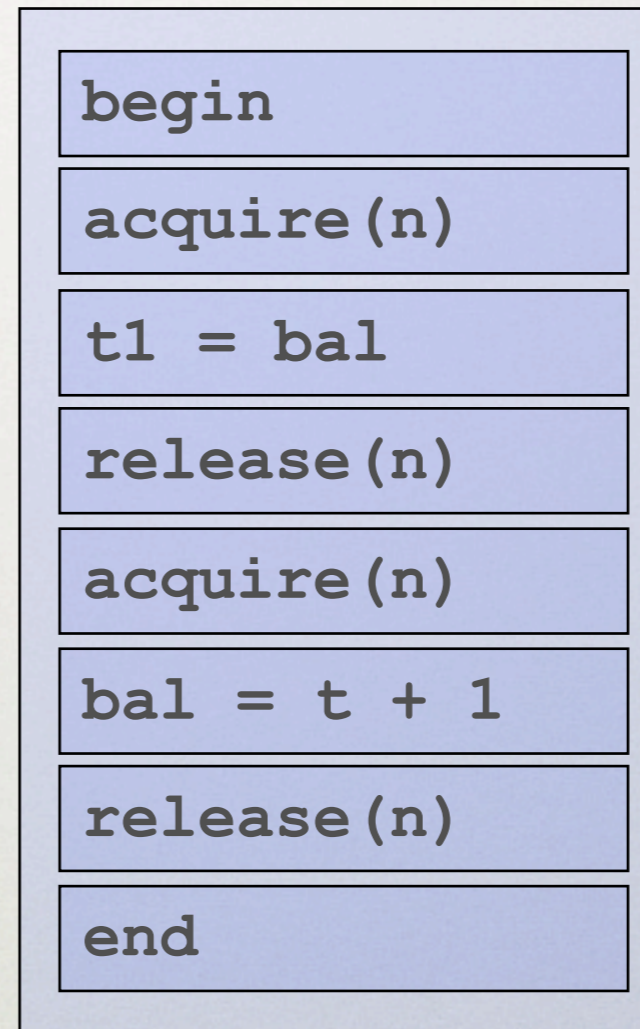 begin
acquire(n)
t1 = bal
release(n)
acquire(n)
bal = t + 1
release(n)
end